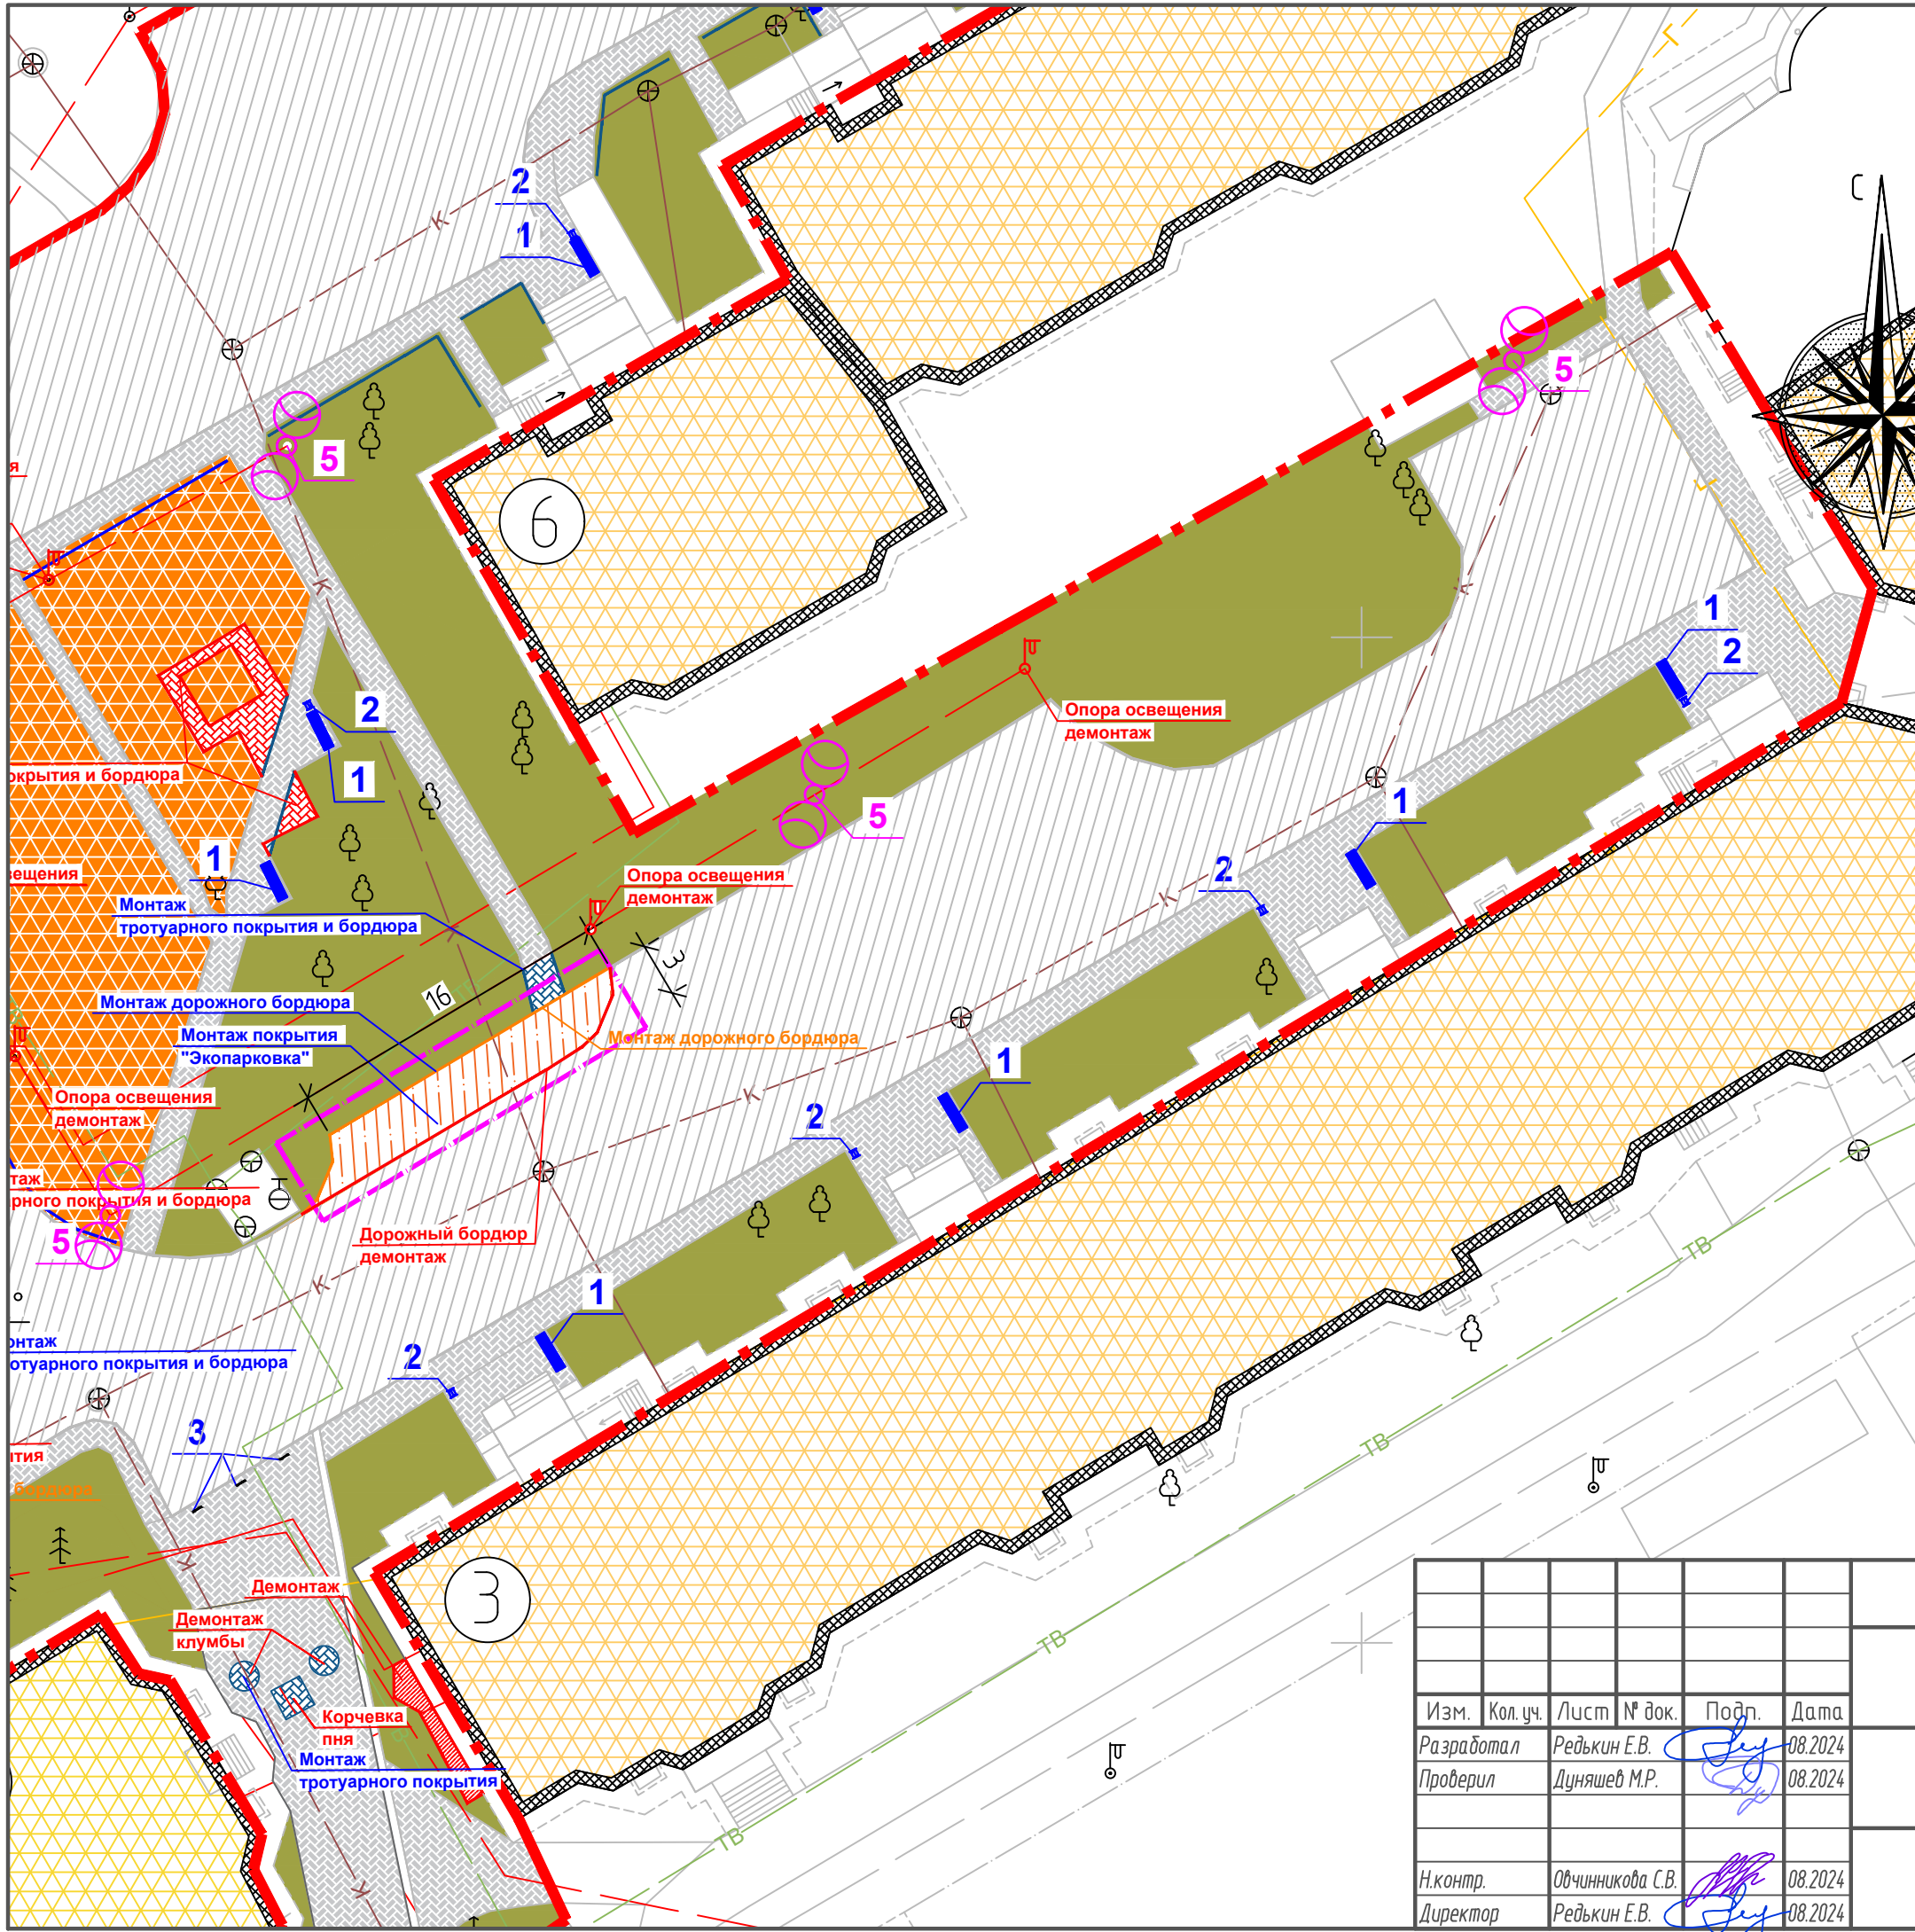 С
К
Г
2
1
5
5
6
я
К
Г
К
1
2
2
1
Опора освещения
демонтаж
окрытия и бордюра
1
1
5
вещения
Опора освещения
демонтаж
2
К
Монтаж
тротуарного покрытия и бордюра
3
16
Монтаж дорожного бордюра
Монтаж покрытия
"Экопарковка"
Монтаж дорожного бордюра
1
К
Опора освещения
демонтаж
2
таж
рного покрытия и бордюра
5
Дорожный бордюр
демонтаж
ТВ
К
1
онтаж
отуарного покрытия и бордюра
2
3
ТВ
тия
бордюра
К
3
Демонтаж
Демонтаж
клумбы
ТВ
Корчевка
пня
Монтаж
тротуарного покрытия
ТВ
К
Изм. Кол.уч. Лист № док. Подп. Дата
Разработал Редькин Е.В. 08.2024
Проверил Дуняшев М.Р. 08.2024
Н.контр. Овчинникова С.В. 08.2024
Директор Редькин Е.В. 08.2024